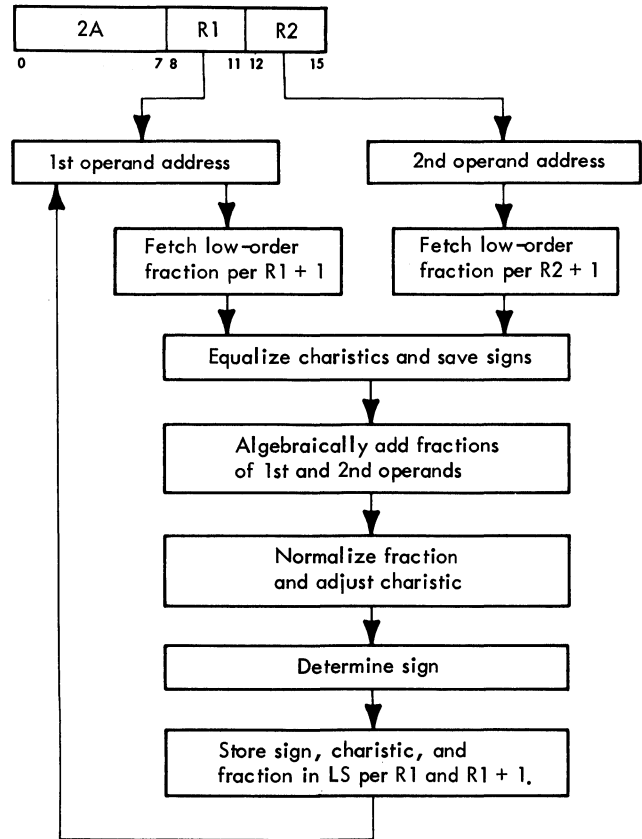 2A R1 R2
0 7 8 11 12 15
1st operand address
2nd operand address
Fetch low-order
fraction per R1 + 1
Fetch low-order
fraction per R2 + 1
Equalize charistics and save signs
Algebraically add fractions
of 1st and 2nd operands
Normalize fraction
and adjust charistic
Determine sign
Store sign, charistic, and
fraction in LS per R1 and R1 + 1.